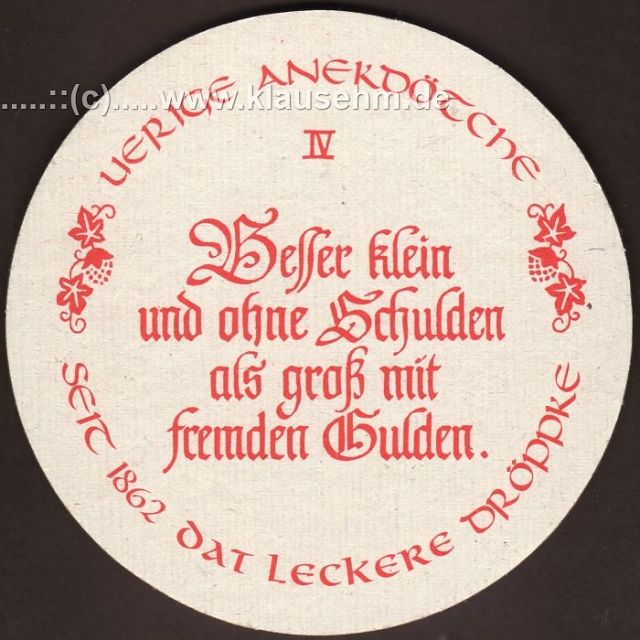 UERIGE ANEKDÖTCHE
.....::(c).....www.klausehm.de
IV
Besser klein
und ohne Schulden
als groß mit
fremden Gulden.
SEIT 1862 DAT LECKERE DRÖPPKE